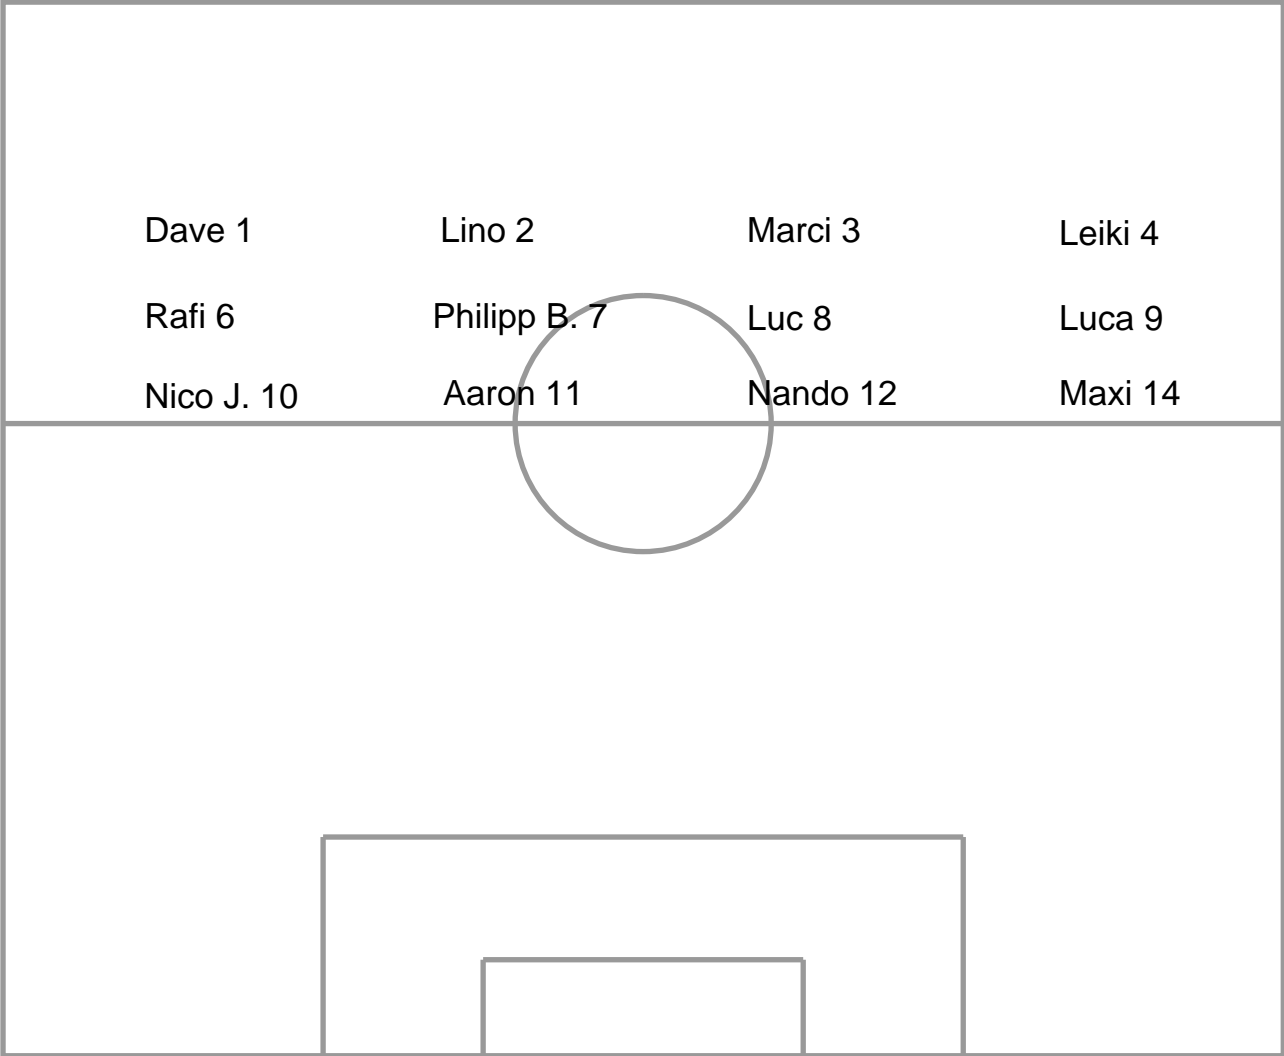 Dave 1 Lino 2 Marci 3 Leiki 4
Rafi 6 Philipp B. 7 Luc 8 Luca 9
Nico J. 10 Aaron 11 Nando 12 Maxi 14